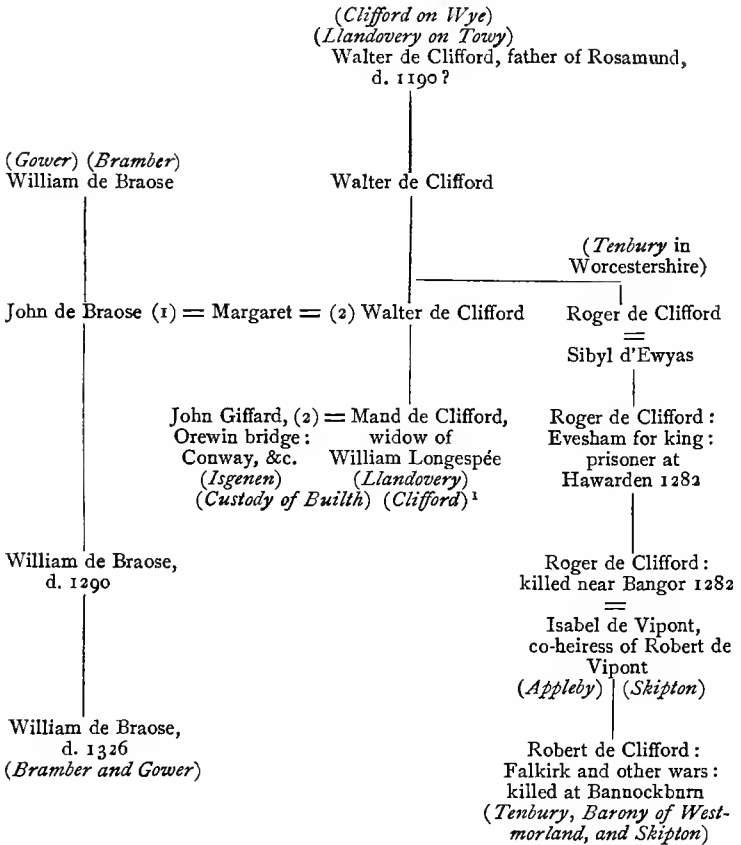 (Clifford on Wye)
(Llandovery on Towy)
Walter de Clifford, father of Rosamund,
d. 1190?
(Gower) (Bramber)
William de Braose
Walter de Clifford
(Tenbury in
Worcestershire)
John de Braose (1) = Margaret = (2) Walter de Clifford
Roger de Clifford
=
Sibyl d'Ewyas
John Giffard, (2) = Mand de Clifford,
Orewin bridge: widow of
Conway, &c. William Longespée
(Isgenen) (Llandovery)
(Custody of Builth) (Clifford)¹
Roger de Clifford:
Evesham for king:
prisoner at
Hawarden 1282
William de Braose,
d. 1290
Roger de Clifford:
killed near Bangor 1282
=
Isabel de Vipont,
co-heiress of Robert de
Vipont
(Appleby) (Skipton)
William de Braose,
d. 1326
(Bramber and Gower)
Robert de Clifford:
Falkirk and other wars:
killed at Bannockburn
(Tenbury, Barony of West-
morland, and Skipton)